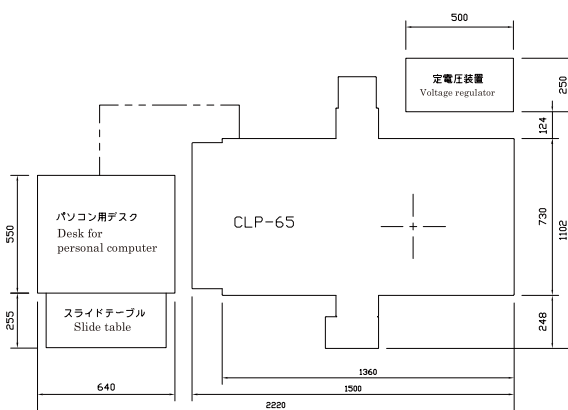 500
定電圧装置
Voltage regulator
250
124
パソコン用デスク
Desk for
personal computer
550
CLP-65
730
1102
スライドテーブル
Slide table
255
248
1360
640
1500
2220